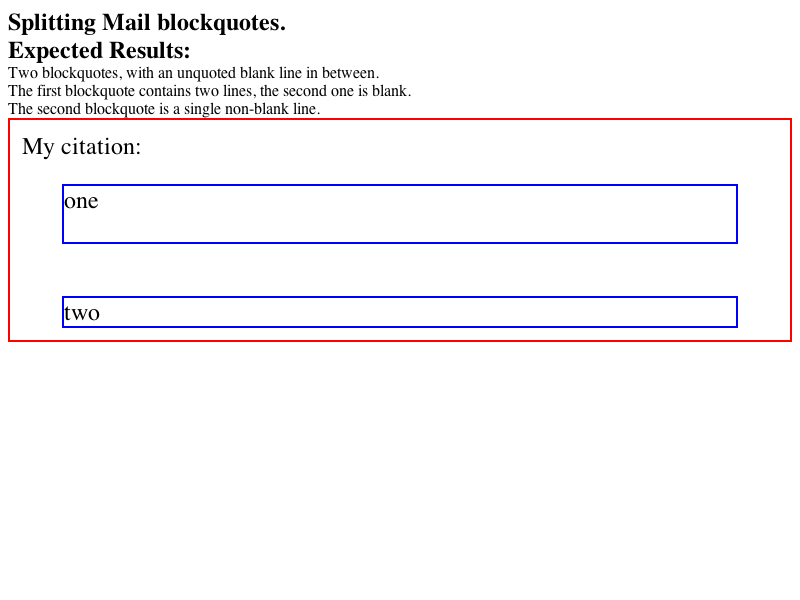 Splitting Mail blockquotes.
Expected Results:
Two blockquotes, with an unquoted blank line in between.
The first blockquote contains two lines, the second one is blank.
The second blockquote is a single non-blank line.
My citation:
one
two